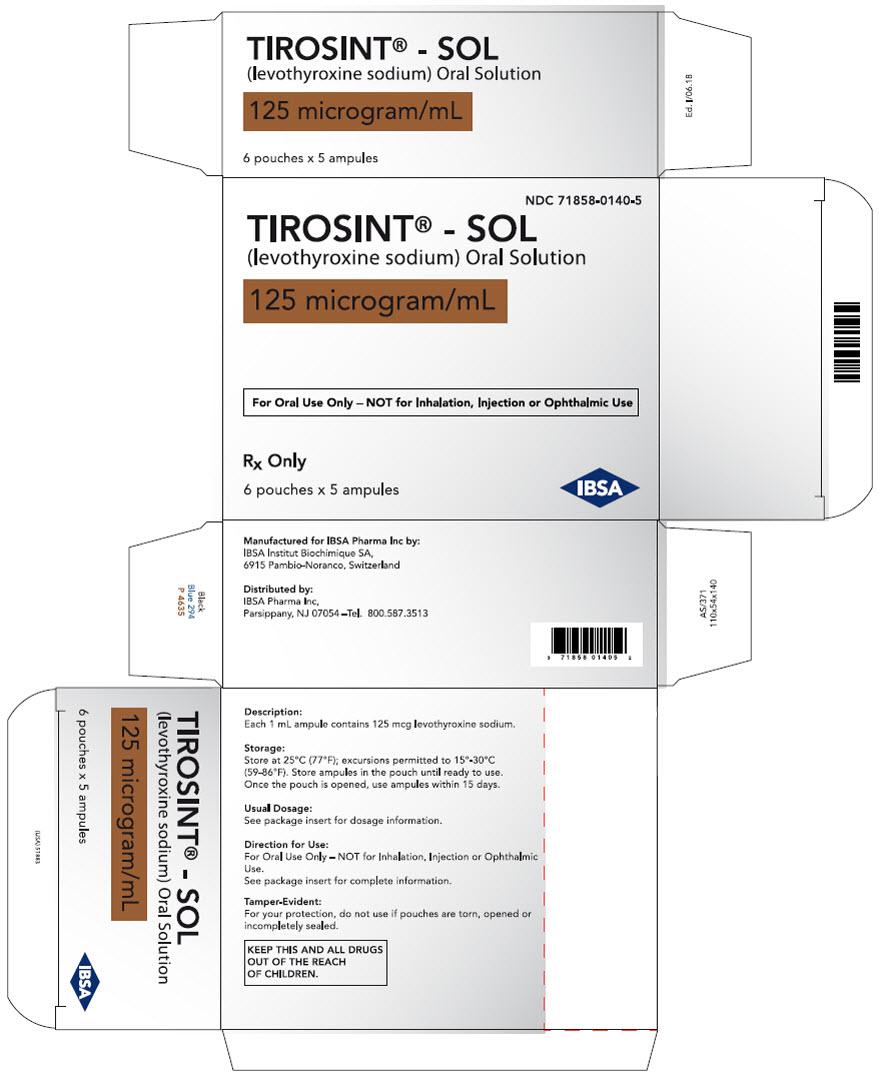 TIROSINT® - SOL
(levothyroxine sodium) Oral Solution
125 microgram/mL
6 pouches x 5 ampules
Ed. I/06.18
NDC 71858-0140-5
TIROSINT® - SOL
(levothyroxine sodium) Oral Solution
125 microgram/mL
For Oral Use Only – NOT for Inhalation, Injection or Ophthalmic Use
Rx Only
6 pouches x 5 ampules
IBSA
Manufactured for IBSA Pharma Inc by:
IBSA Institut Biochimique SA,
6915 Pambio-Noranco, Switzerland
Distributed by:
IBSA Pharma Inc,
Parsippany, NJ 07054 –Tel. 800.587.3513
3 71858 01405 2
Black
Blue 294
P 4635
AS/371
110x54x140
TIROSINT® - SOL
(levothyroxine sodium) Oral Solution
125 microgram/mL
6 pouches x 5 ampules
IBSA
Description:
Each 1 mL ampule contains 125 mcg levothyroxine sodium.
Storage:
Store at 25°C (77°F); excursions permitted to 15°-30°C
(59-86°F). Store ampules in the pouch until ready to use.
Once the pouch is opened, use ampules within 15 days.
Usual Dosage:
See package insert for dosage information.
Direction for Use:
For Oral Use Only – NOT for Inhalation, Injection or Ophthalmic
Use.
See package insert for complete information.
Tamper-Evident:
For your protection, do not use if pouches are torn, opened or
incompletely sealed.
KEEP THIS AND ALL DRUGS
OUT OF THE REACH
OF CHILDREN.